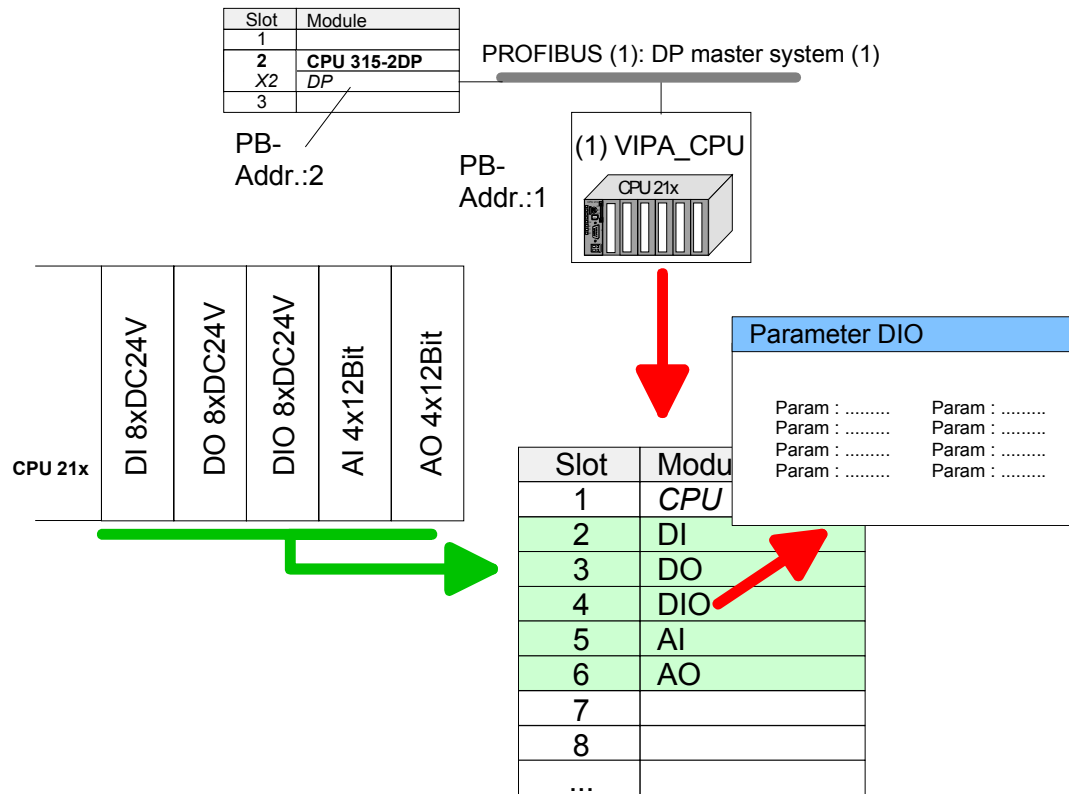 Slot Module
1
2 CPU 315-2DP
X2 DP
3
PROFIBUS (1): DP master system (1)
PB-
Addr.:2
PB-
Addr.:1
(1) VIPA_CPU
CPU 21x
CPU 21x
DI 8xDC24V
DO 8xDC24V
DIO 8xDC24V
AI 4x12Bit
AO 4x12Bit
Parameter DIO
Param : ......... Param : .........
Param : ......... Param : .........
Param : ......... Param : .........
Param : ......... Param : .........
Slot Modu
1 CPU
2 DI
3 DO
4 DIO
5 AI
6 AO
7
8
...